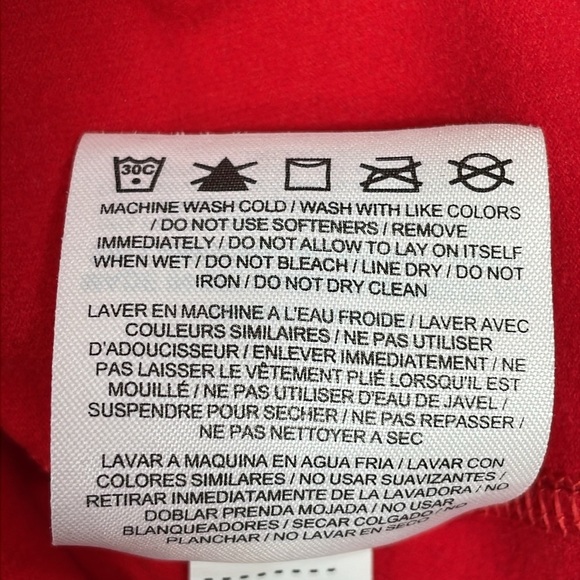 30C
MACHINE WASH COLD / WASH WITH LIKE COLORS
/ DO NOT USE SOFTENERS / REMOVE
IMMEDIATELY / DO NOT ALLOW TO LAY ON ITSELF
WHEN WET / DO NOT BLEACH / LINE DRY / DO NOT
IRON / DO NOT DRY CLEAN
LAVER EN MACHINE A L'EAU FROIDE / LAVER AVEC
COULEURS SIMILAIRES / NE PAS UTILISER
D'ADOUCISSEUR / ENLEVER IMMEDIATEMENT / NE
PAS LAISSER LE VÊTEMENT PLIÉ LORSQU'IL EST
MOUILLÉ / NE PAS UTILISER D'EAU DE JAVEL /
SUSPENDRE POUR SECHER / NE PAS REPASSER /
NE PAS NETTOYER A SEC
LAVAR A MAQUINA EN AGUA FRIA / LAVAR CON
COLORES SIMILARES / NO USAR SUAVIZANTES /
RETIRAR INMEDIATAMENTE DE LA LAVADORA / NO
DOBLAR PRENDA MOJADA / NO USAR
BLANQUEADORES / SECAR COLGADO / NO
PLANCHAR / NO LAVAR EN SECO